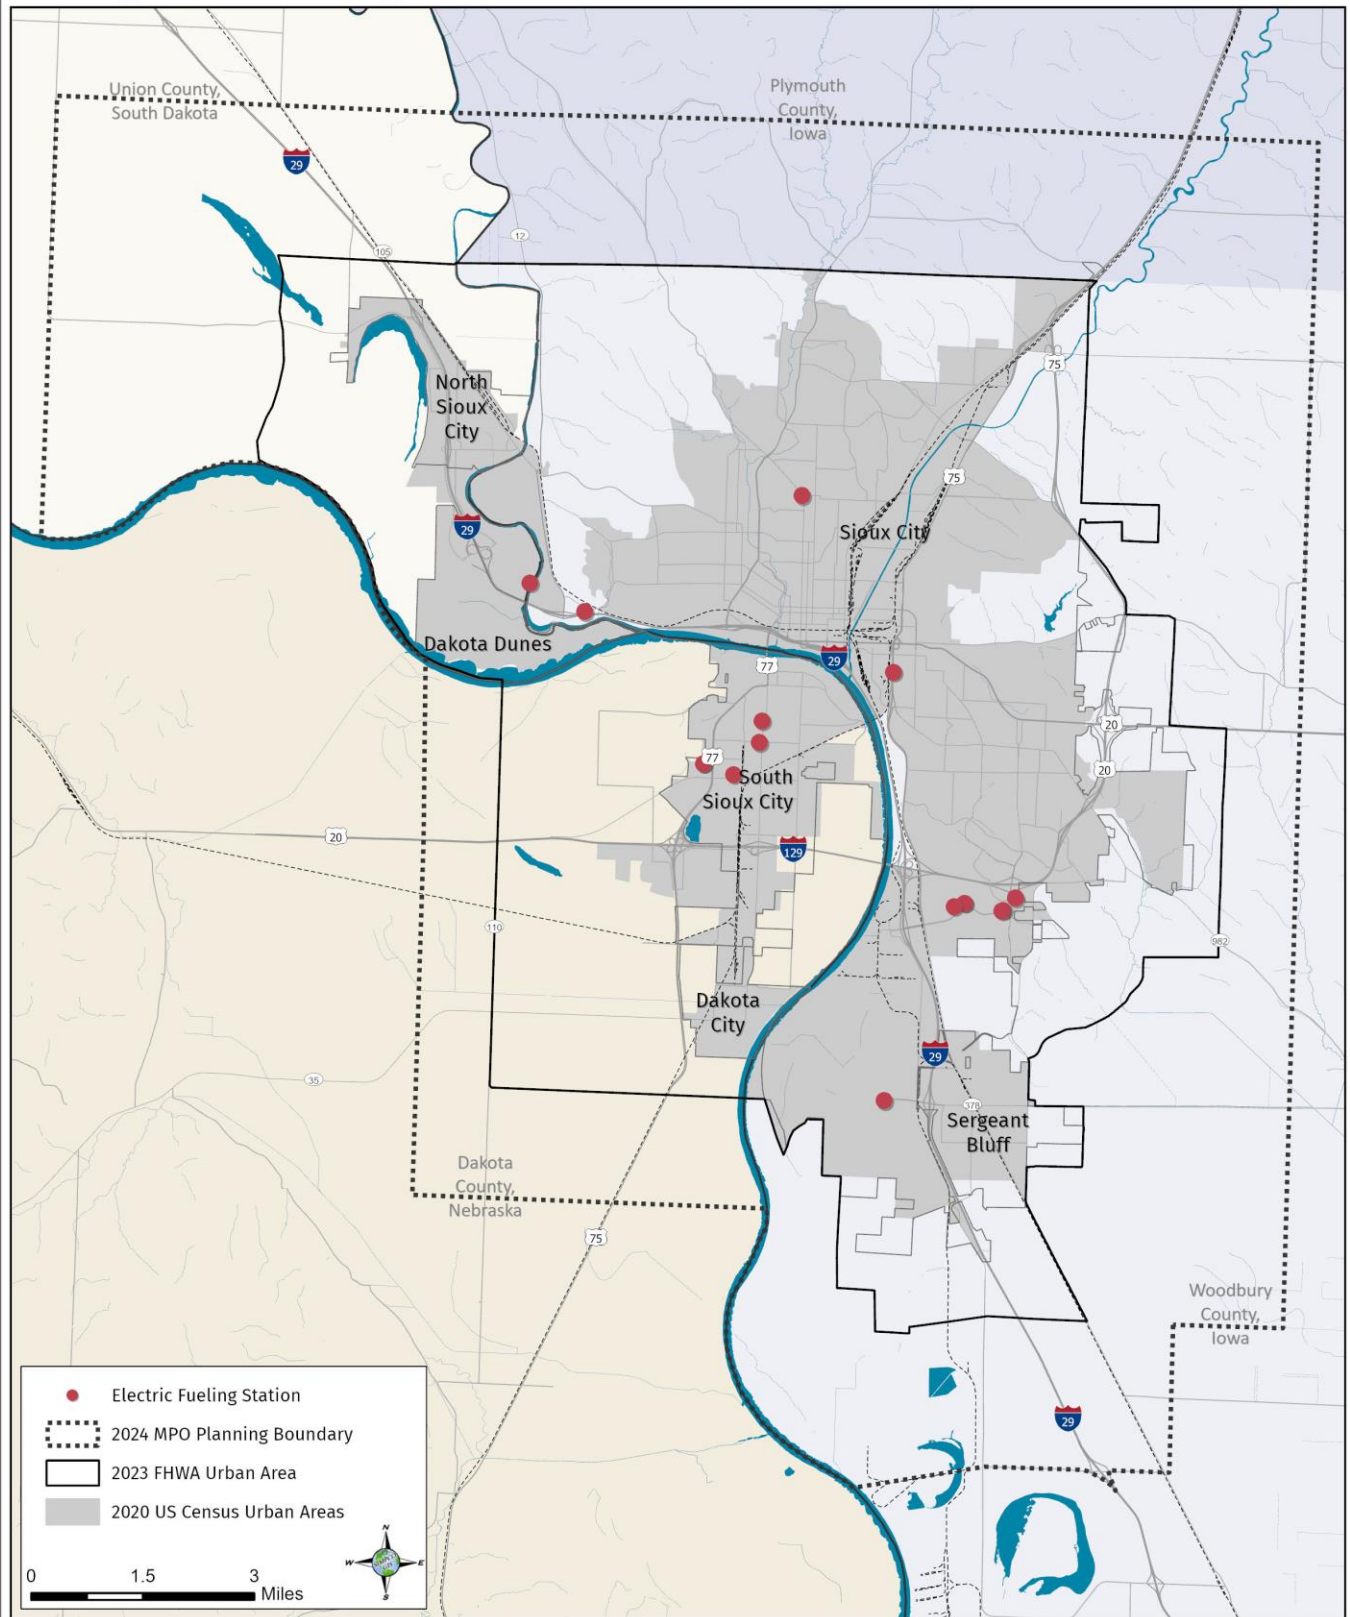 Union County,
South Dakota
Plymouth
County,
Iowa
29
105
12
75
North
Sioux
City
75
Sioux City
29
Dakota Dunes
77
29
20
77
South
Sioux City
20
20
129
110
982
Dakota
City
29
35
378
Sergeant
Bluff
Dakota
County,
Nebraska
75
Woodbury
County,
Iowa
29
Electric Fueling Station
2024 MPO Planning Boundary
2023 FHWA Urban Area
2020 US Census Urban Areas
N
W E
S
0 1.5 3
Miles